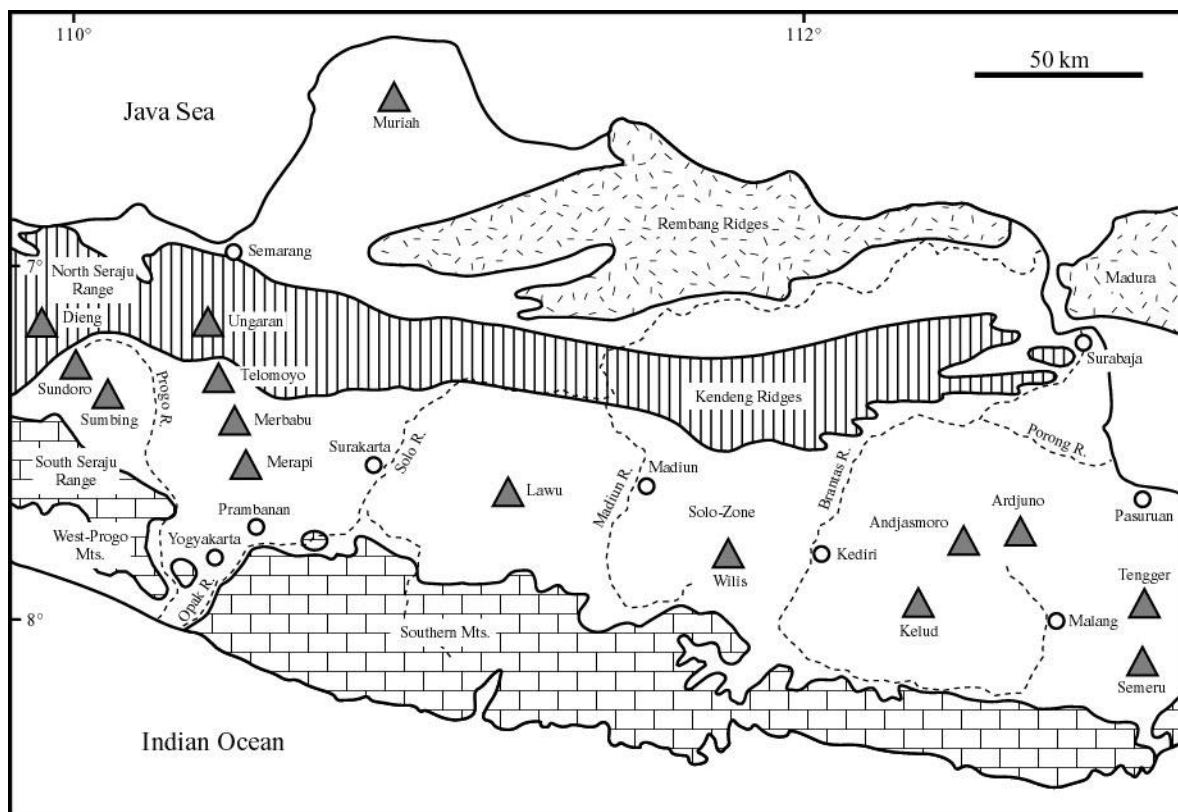 110°
112°
50 km
Java Sea
Muriah
Rembang Ridges
Semarang
7°
North Seraju
Range
Madura
Dieng
Ungaran
Surabaja
Sundoro
Telomoyo
Sumbing
Progo R.
Kendeng Ridges
Merbabu
Surakarta
Solo R.
Porong R.
South Seraju
Range
Merapi
Madiun
Lawu
Madiun R.
Brantas R.
Ardjuno
Pasuruan
Prambanan
Solo-Zone
Andjasmoro
West-Progo
Mts.
Yogyakarta
Kediri
Wilis
Tengger
Opak R.
8°
Southern Mts.
Kelud
Malang
Semeru
Indian Ocean